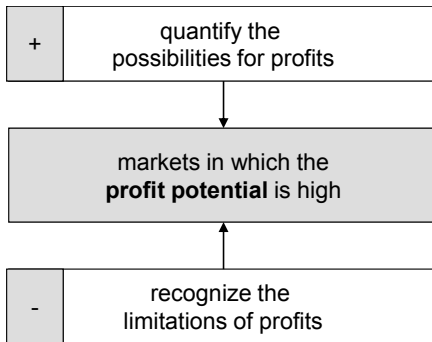 +
quantify the
possibilities for profits
markets in which the
profit potential is high
-
recognize the
limitations of profits